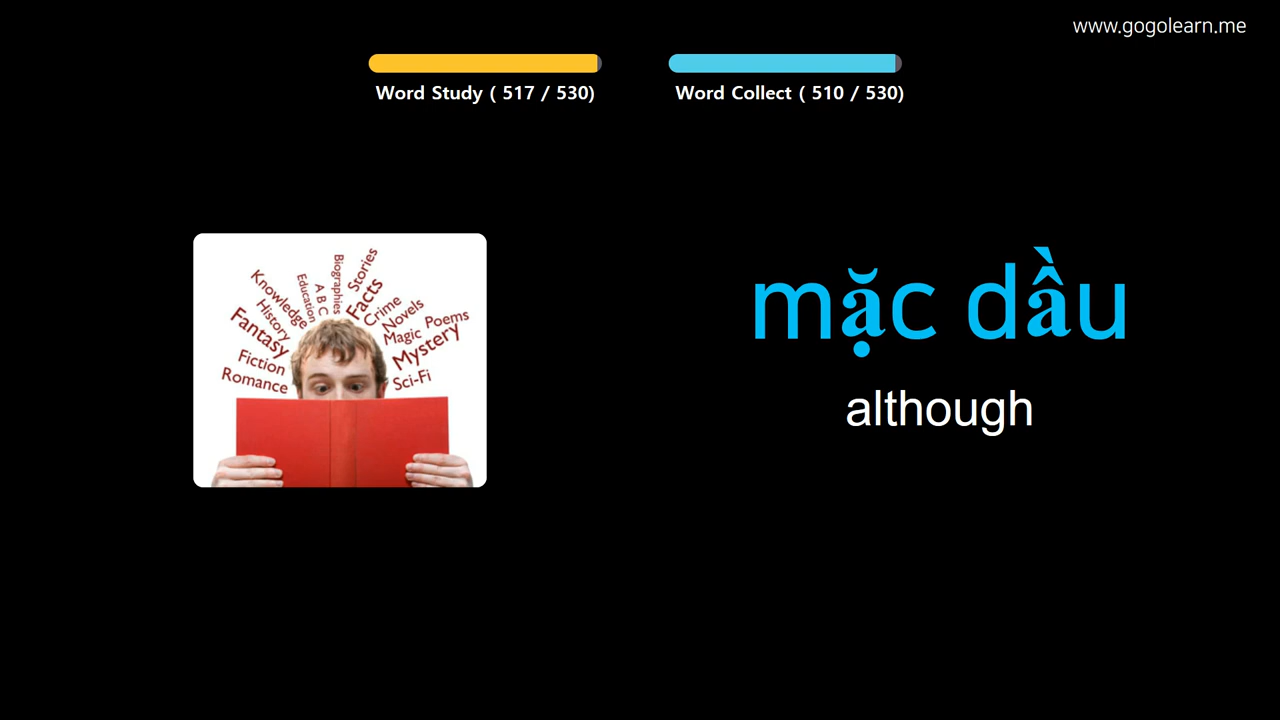 www.gogolearn.me
Word Study ( 517 / 530)
Word Collect ( 510 / 530)
Knowledge
History
Fantasy
Fiction
Romance
Education
A B C
Biographies
Stories
Facts
Crime
Novels
Magic
Poems
Mystery
Sci-Fi
mặc dầu
although